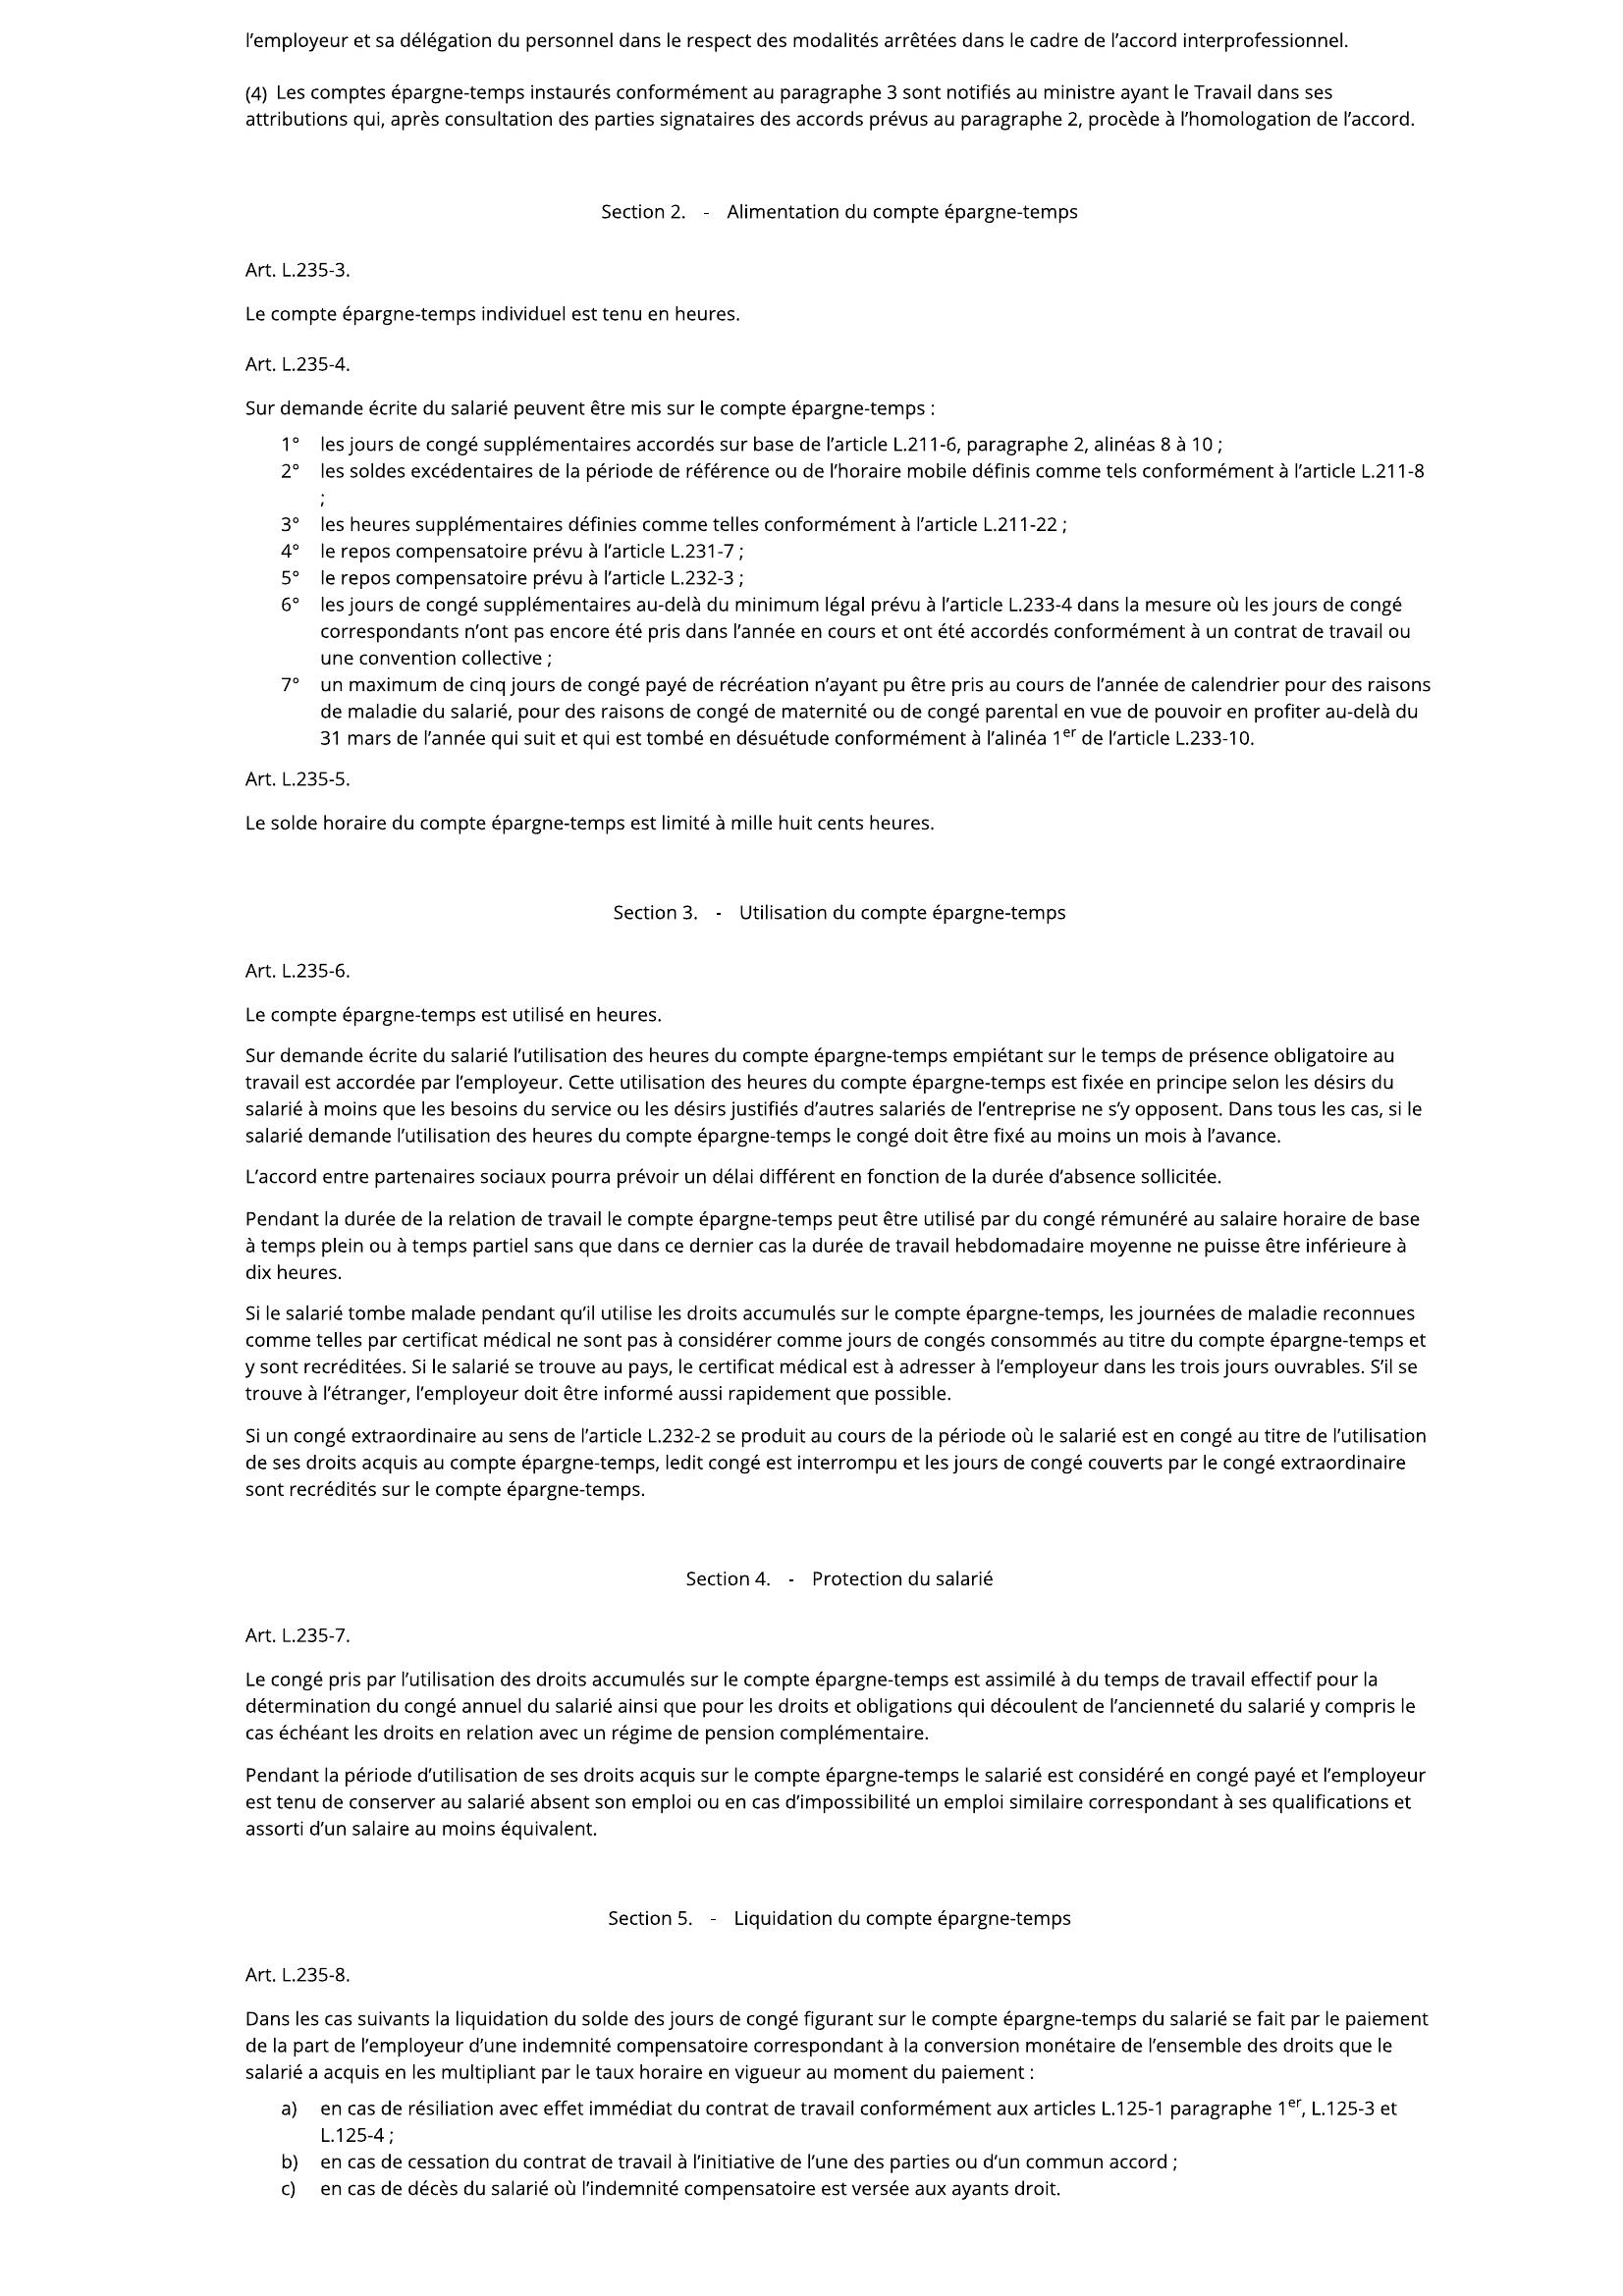 l’employeur et sa délégation du personnel dans le respect des modalités arrêtées dans le cadre de l’accord interprofessionnel.
(4) Les comptes épargne-temps instaurés conformément au paragraphe 3 sont notifiés au ministre ayant le Travail dans ses
attributions qui, après consultation des parties signataires des accords prévus au paragraphe 2, procède à l’homologation de l’accord.
Section 2. - Alimentation du compte épargne-temps
Art. L.235-3.
Le compte épargne-temps individuel est tenu en heures.
Art. L.235-4.
Sur demande écrite du salarié peuvent être mis sur le compte épargne-temps :
1° les jours de congé supplémentaires accordés sur base de l’article L.211-6, paragraphe 2, alinéas 8 à 10 ;
2° les soldes excédentaires de la période de référence ou de l’horaire mobile définis comme tels conformément à l’article L.211-8
;
3° les heures supplémentaires définies comme telles conformément à l’article L.211-22 ;
4° le repos compensatoire prévu à l’article L.231-7 ;
5° le repos compensatoire prévu à l’article L.232-3 ;
6° les jours de congé supplémentaires au-delà du minimum légal prévu à l’article L.233-4 dans la mesure où les jours de congé
correspondants n’ont pas encore été pris dans l’année en cours et ont été accordés conformément à un contrat de travail ou
une convention collective ;
7° un maximum de cinq jours de congé payé de récréation n’ayant pu être pris au cours de l’année de calendrier pour des raisons
de maladie du salarié, pour des raisons de congé de maternité ou de congé parental en vue de pouvoir en profiter au-delà du
31 mars de l’année qui suit et qui est tombé en désuétude conformément à l’alinéa 1er de l’article L.233-10.
Art. L.235-5.
Le solde horaire du compte épargne-temps est limité à mille huit cents heures.
Section 3. - Utilisation du compte épargne-temps
Art. L.235-6.
Le compte épargne-temps est utilisé en heures.
Sur demande écrite du salarié l’utilisation des heures du compte épargne-temps empiétant sur le temps de présence obligatoire au
travail est accordée par l’employeur. Cette utilisation des heures du compte épargne-temps est fixée en principe selon les désirs du
salarié à moins que les besoins du service ou les désirs justifiés d’autres salariés de l’entreprise ne s’y opposent. Dans tous les cas, si le
salarié demande l’utilisation des heures du compte épargne-temps le congé doit être fixé au moins un mois à l’avance.
L’accord entre partenaires sociaux pourra prévoir un délai différent en fonction de la durée d’absence sollicitée.
Pendant la durée de la relation de travail le compte épargne-temps peut être utilisé par du congé rémunéré au salaire horaire de base
à temps plein ou à temps partiel sans que dans ce dernier cas la durée de travail hebdomadaire moyenne ne puisse être inférieure à
dix heures.
Si le salarié tombe malade pendant qu’il utilise les droits accumulés sur le compte épargne-temps, les journées de maladie reconnues
comme telles par certificat médical ne sont pas à considérer comme jours de congés consommés au titre du compte épargne-temps et
y sont recréditées. Si le salarié se trouve au pays, le certificat médical est à adresser à l’employeur dans les trois jours ouvrables. S’il se
trouve à l’étranger, l’employeur doit être informé aussi rapidement que possible.
Si un congé extraordinaire au sens de l’article L.232-2 se produit au cours de la période où le salarié est en congé au titre de l’utilisation
de ses droits acquis au compte épargne-temps, ledit congé est interrompu et les jours de congé couverts par le congé extraordinaire
sont recrédités sur le compte épargne-temps.
Section 4. - Protection du salarié
Art. L.235-7.
Le congé pris par l’utilisation des droits accumulés sur le compte épargne-temps est assimilé à du temps de travail effectif pour la
détermination du congé annuel du salarié ainsi que pour les droits et obligations qui découlent de l’ancienneté du salarié y compris le
cas échéant les droits en relation avec un régime de pension complémentaire.
Pendant la période d’utilisation de ses droits acquis sur le compte épargne-temps le salarié est considéré en congé payé et l’employeur
est tenu de conserver au salarié absent son emploi ou en cas d’impossibilité un emploi similaire correspondant à ses qualifications et
assorti d’un salaire au moins équivalent.
Section 5. - Liquidation du compte épargne-temps
Art. L.235-8.
Dans les cas suivants la liquidation du solde des jours de congé figurant sur le compte épargne-temps du salarié se fait par le paiement
de la part de l’employeur d’une indemnité compensatoire correspondant à la conversion monétaire de l’ensemble des droits que le
salarié a acquis en les multipliant par le taux horaire en vigueur au moment du paiement :
a) en cas de résiliation avec effet immédiat du contrat de travail conformément aux articles L.125-1 paragraphe 1er, L.125-3 et
L.125-4 ;
b) en cas de cessation du contrat de travail à l’initiative de l’une des parties ou d’un commun accord ;
c) en cas de décès du salarié où l’indemnité compensatoire est versée aux ayants droit.